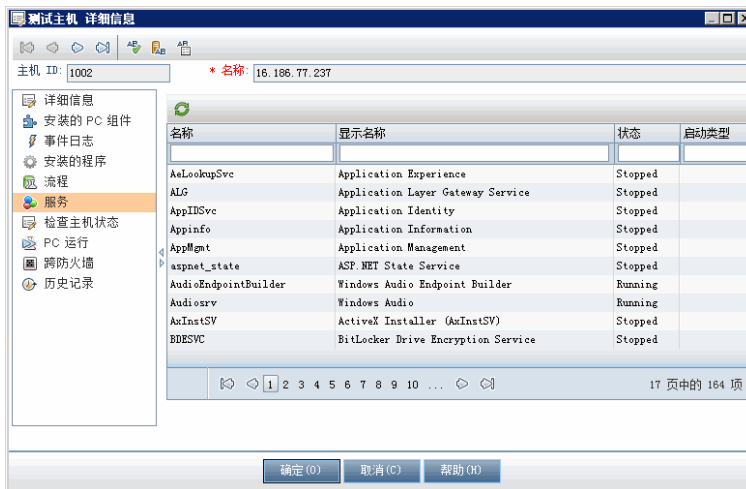 测试主机 详细信息
主机 ID: 1002 * 名称: 16.186.77.237
详细信息
安装的 PC 组件
事件日志
安装的程序
流程
服务
检查主机状态
PC 运行
跨防火墙
历史记录
名称 显示名称 状态 启动类型
AeLookupSvc Application Experience Stopped
ALG Application Layer Gateway Service Stopped
AppIDSvc Application Identity Stopped
Appinfo Application Information Stopped
AppMgmt Application Management Stopped
aspnet_state ASP.NET State Service Stopped
AudioEndpointBuilder Windows Audio Endpoint Builder Running
Audiosrv Windows Audio Running
AxInstSV ActiveX Installer (AxInstSV) Stopped
BDESVC BitLocker Drive Encryption Service Stopped
1 2 3 4 5 6 7 8 9 10 ... 17 页中的 164 项
确定(O) 取消(C) 帮助(H)